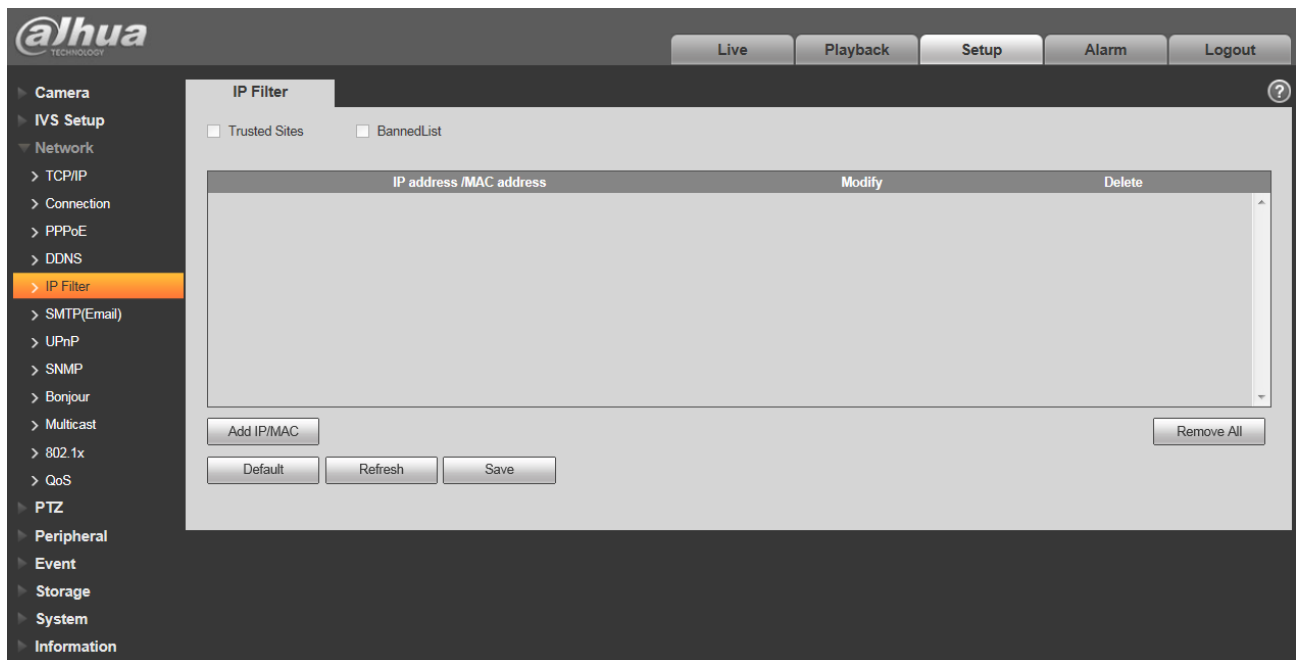 alhua
TECHNOLOGY
Live Playback Setup Alarm Logout
Camera
IVS Setup
Network
TCP/IP
Connection
PPPoE
DDNS
IP Filter
SMTP(Email)
UPnP
SNMP
Bonjour
Multicast
802.1x
QoS
PTZ
Peripheral
Event
Storage
System
Information
IP Filter ?
Trusted Sites BannedList
IP address /MAC address Modify Delete
Add IP/MAC Remove All
Default Refresh Save